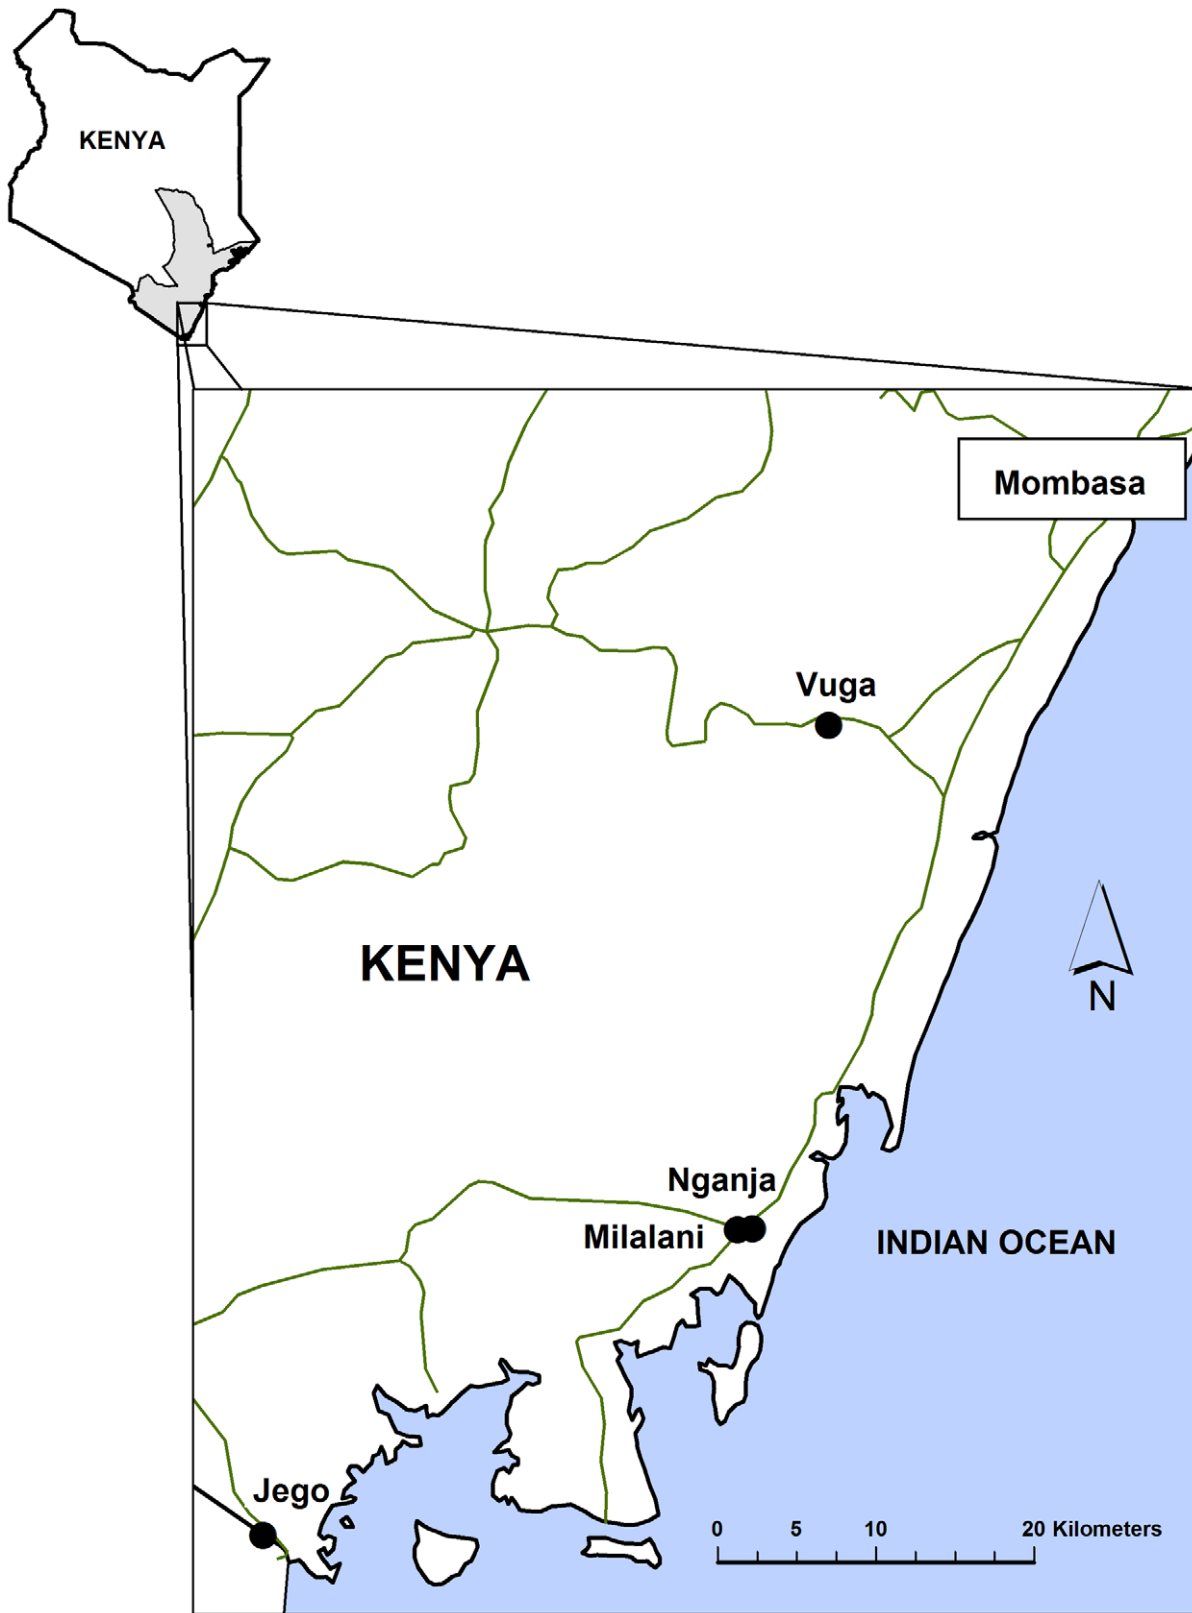 KENYA
Mombasa
Vuga
KENYA
N
Nganja
Milalani
INDIAN OCEAN
Jego
0 5 10 20 Kilometers